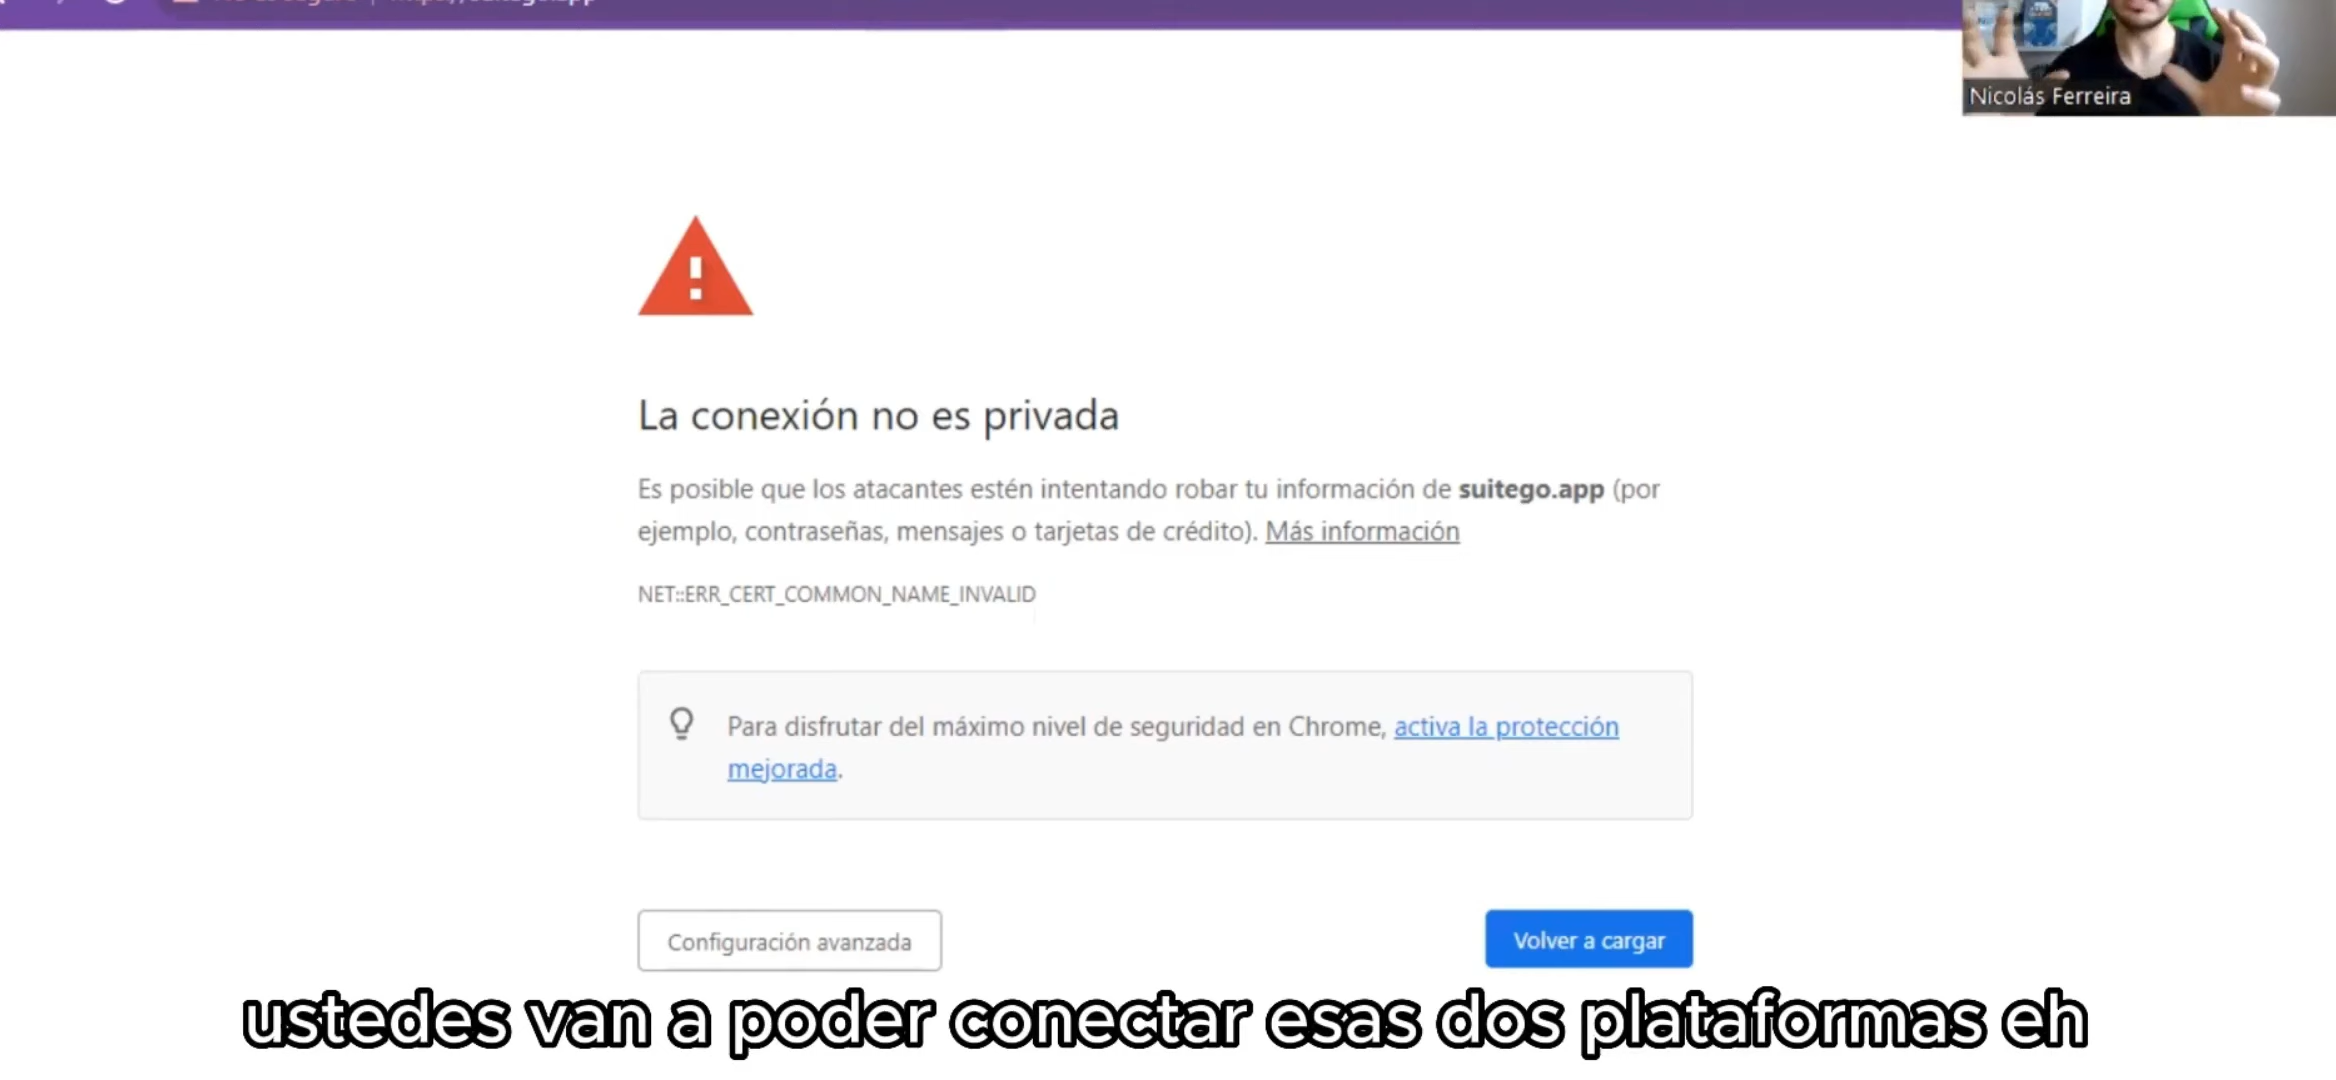 Nicolás Ferreira
La conexión no es privada
Es posible que los atacantes estén intentando robar tu información de suitego.app (por
ejemplo, contraseñas, mensajes o tarjetas de crédito). Más información
NET::ERR_CERT_COMMON_NAME_INVALID
Para disfrutar del máximo nivel de seguridad en Chrome, activa la protección
mejorada.
Configuración avanzada
Volver a cargar
ustedes van a poder conectar esas dos plataformas eh